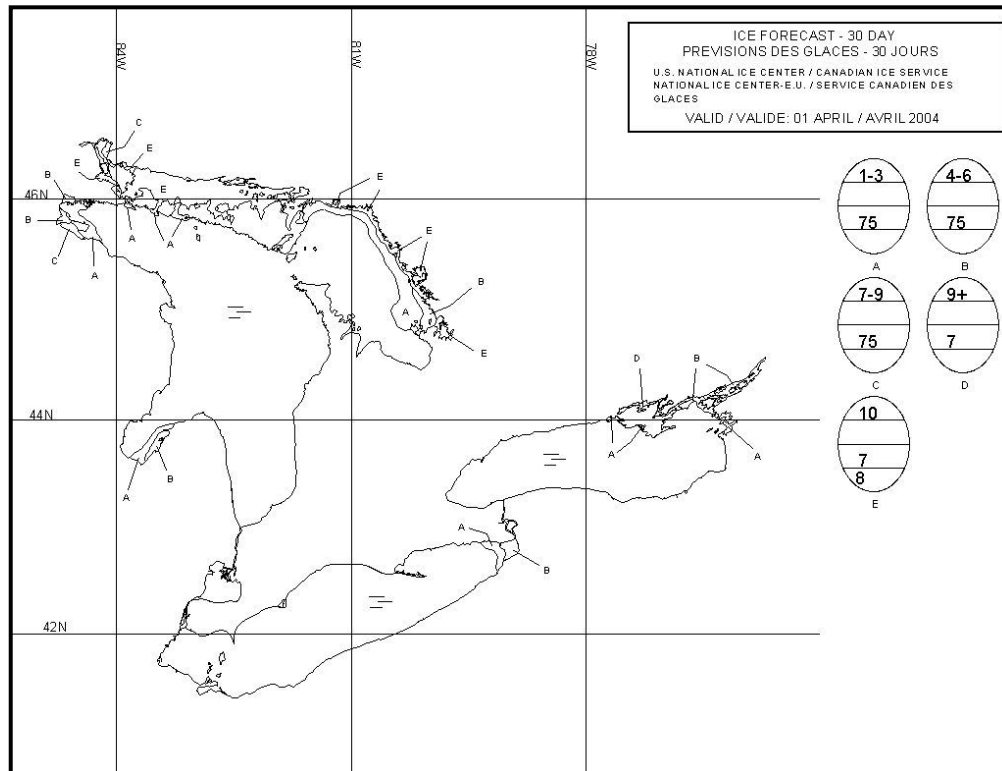 ICE FORECAST - 30 DAY
PREVISIONS DES GLACES - 30 JOURS
U.S. NATIONAL ICE CENTER / CANADIAN ICE SERVICE
NATIONAL ICE CENTER-E.U. / SERVICE CANADIEN DES
GLACES
VALID / VALIDE: 01 APRIL / AVRIL 2004
84W
81W
78W
C
E
E
B
46N
E
E
B
A
A
E
C
A
B
A
E
D
B
44N
A
A
A
B
A
B
42N
1-3
75
A
4-6
75
B
7-9
75
C
9+
7
D
10
7
8
E